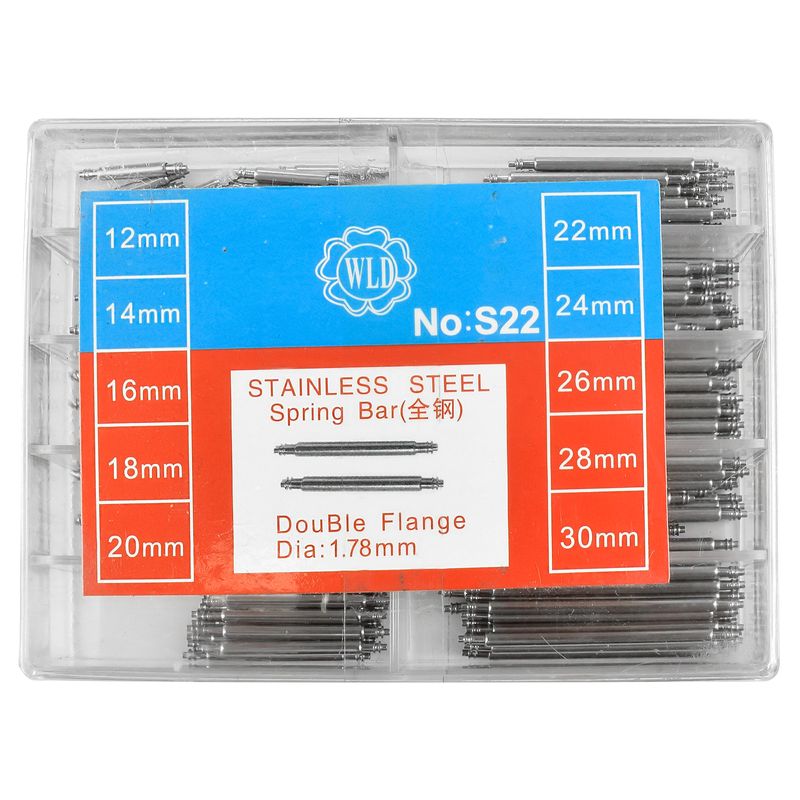 12mm
14mm
16mm
18mm
20mm
WLD
No:S22
STAINLESS STEEL
Spring Bar(全钢)
DouBle Flange
Dia:1.78mm
22mm
24mm
26mm
28mm
30mm